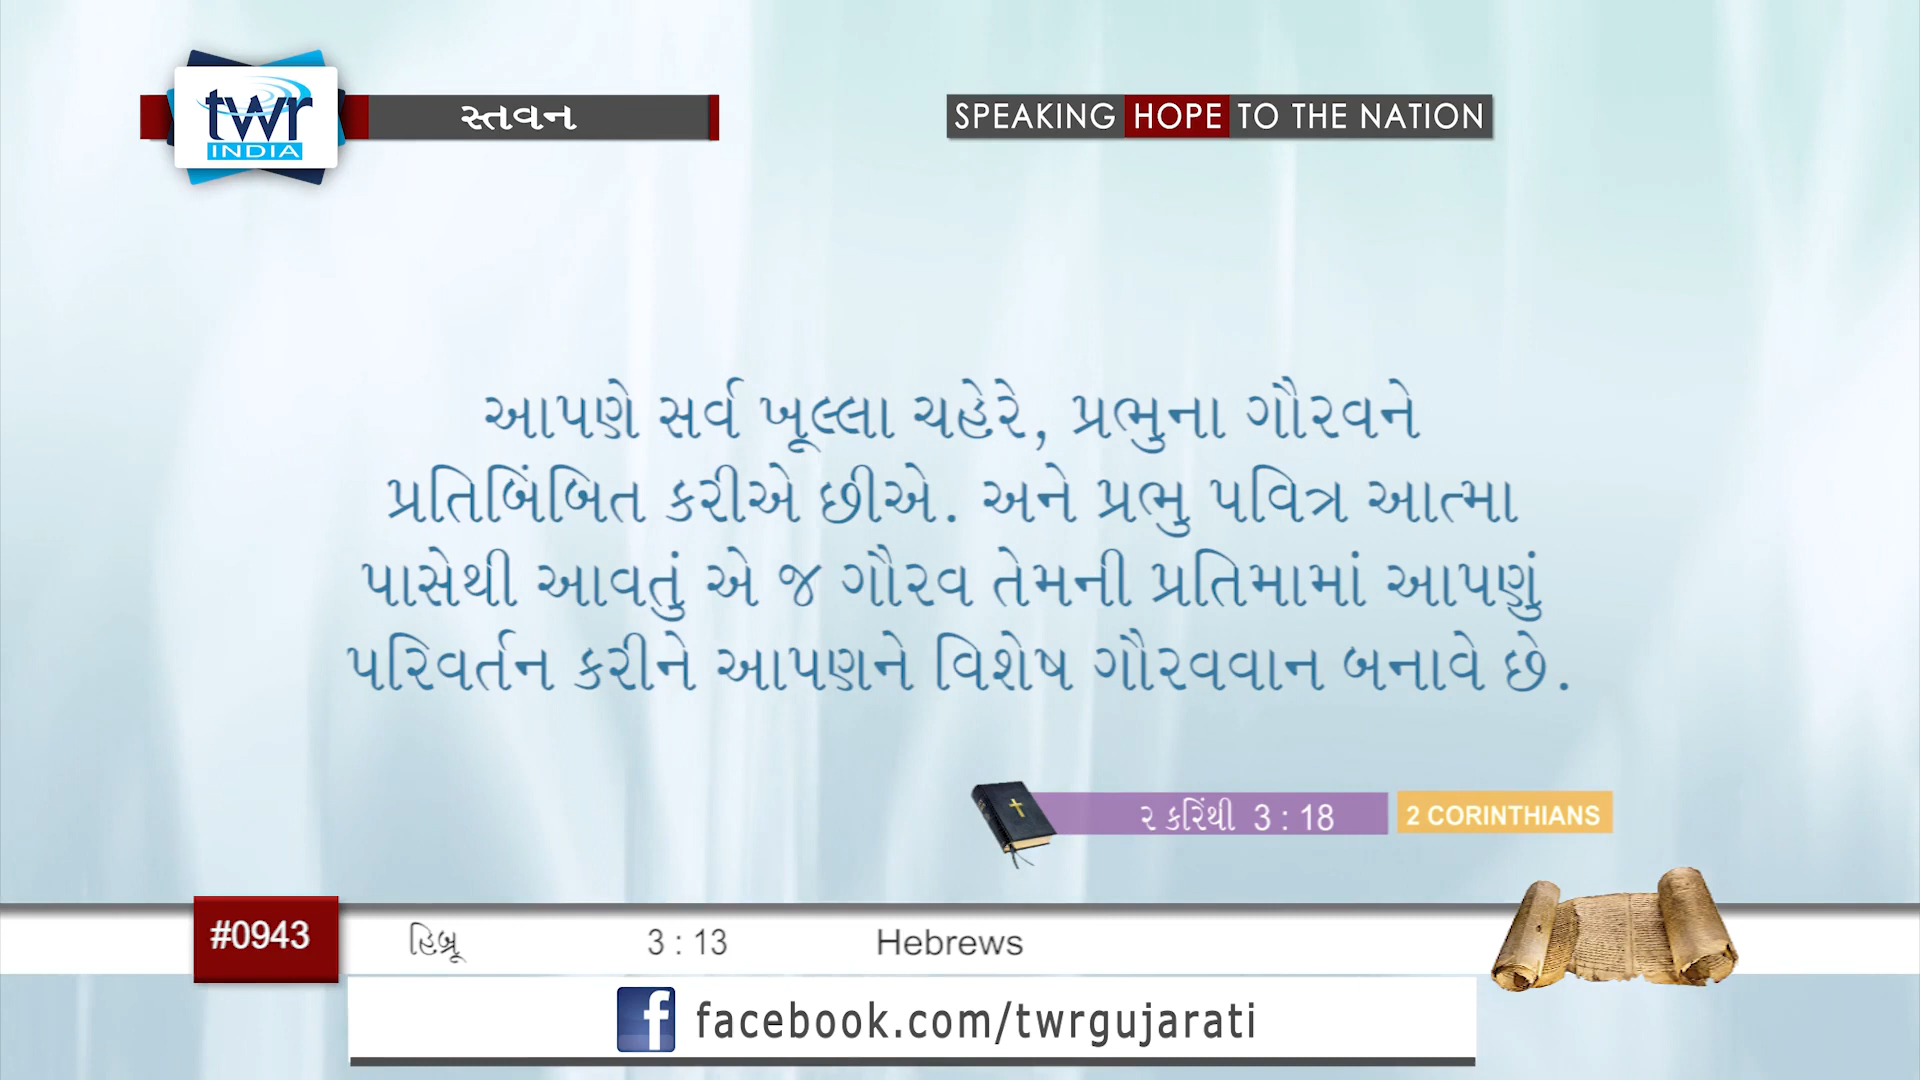 twr
INDIA
સ્તવન
SPEAKING HOPE TO THE NATION
આપણે સર્વ ખૂલ્લા ચહેરે, પ્રભુના ગૌરવને
પ્રતિબિંબિત કરીએ છીએ. અને પ્રભુ પવિત્ર આત્મા
પાસેથી આવતું એ જ ગૌરવ તેમની પ્રતિમામાં આપણું
પરિવર્તન કરીને આપણને વિશેષ ગૌરવવાન બનાવે છે.
૨ કરિંથી 3 : 18 2 CORINTHIANS
#0943 હિબ્રૂ 3 : 13 Hebrews
facebook.com/twrgujarati